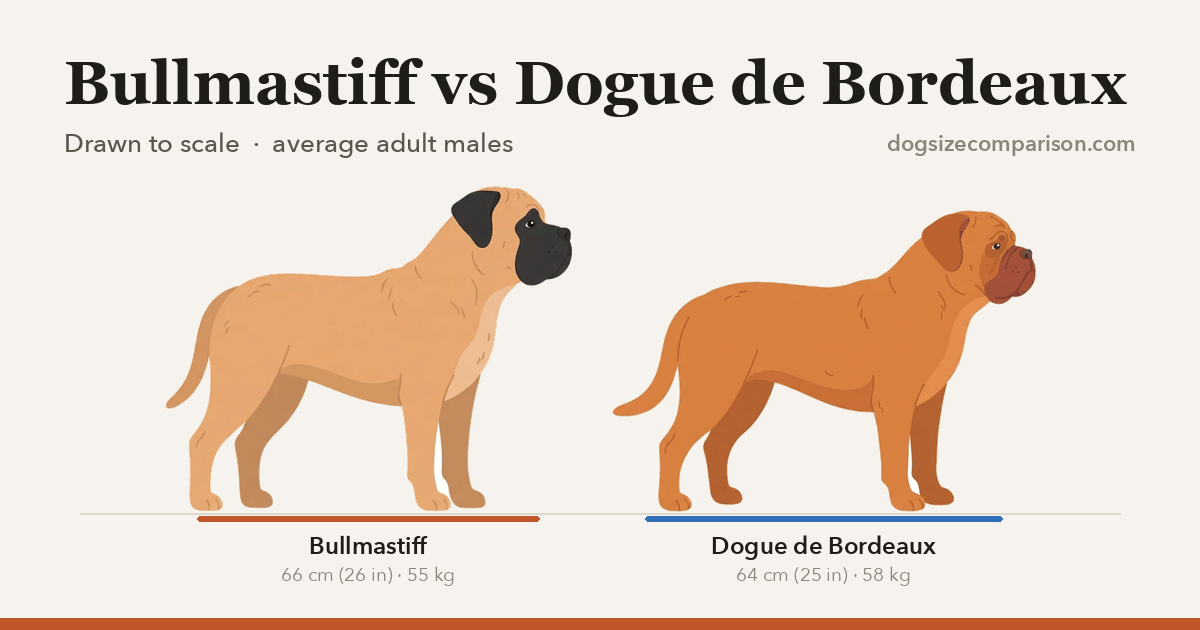 Bullmastiff vs Dogue de Bordeaux
Drawn to scale · average adult males
dogsizecomparison.com
Bullmastiff
66 cm (26 in) · 55 kg
Dogue de Bordeaux
64 cm (25 in) · 58 kg